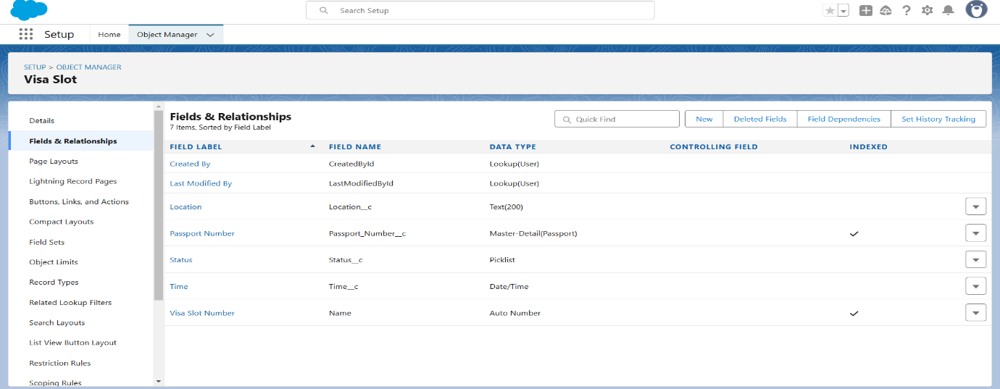 Search Setup
Setup Home Object Manager
SETUP > OBJECT MANAGER
Visa Slot
Details
Fields & Relationships
Page Layouts
Lightning Record Pages
Buttons, Links, and Actions
Compact Layouts
Field Sets
Object Limits
Record Types
Related Lookup Filters
Search Layouts
List View Button Layout
Restriction Rules
Scoping Rules
Fields & Relationships
7 Items, Sorted by Field Label
Quick Find New Deleted Fields Field Dependencies Set History Tracking
FIELD LABEL FIELD NAME DATA TYPE CONTROLLING FIELD INDEXED
Created By CreatedById Lookup(User)
Last Modified By LastModifiedById Lookup(User)
Location Location__c Text(200)
Passport Number Passport_Number__c Master-Detail(Passport)
Status Status__c Picklist
Time Time__c Date/Time
Visa Slot Number Name Auto Number